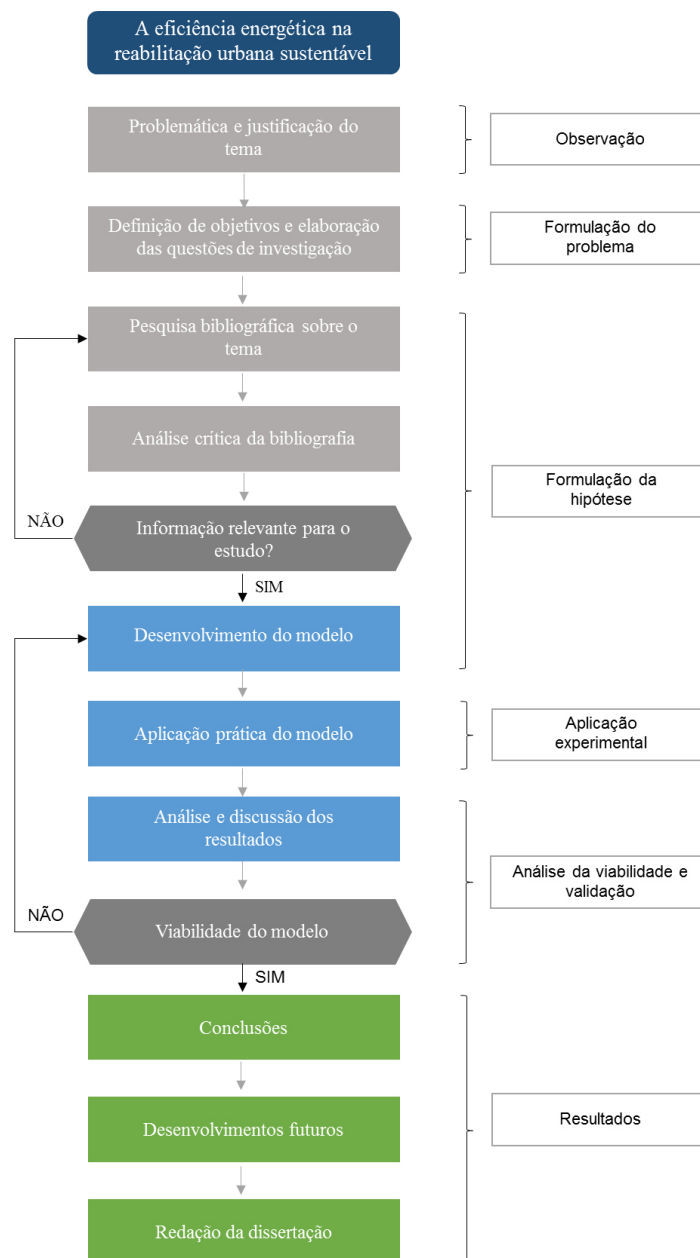 A eficiência energética na
reabilitação urbana sustentável
Problemática e justificação do
tema
Observação
Definição de objetivos e elaboração
das questões de investigação
Formulação do
problema
Pesquisa bibliográfica sobre o
tema
Análise crítica da bibliografia
Formulação da
hipótese
NÃO
Informação relevante para o
estudo?
SIM
Desenvolvimento do modelo
Aplicação prática do modelo
Aplicação
experimental
Análise e discussão dos
resultados
Análise da viabilidade e
validação
NÃO
Viabilidade do modelo
SIM
Conclusões
Desenvolvimentos futuros
Resultados
Redação da dissertação